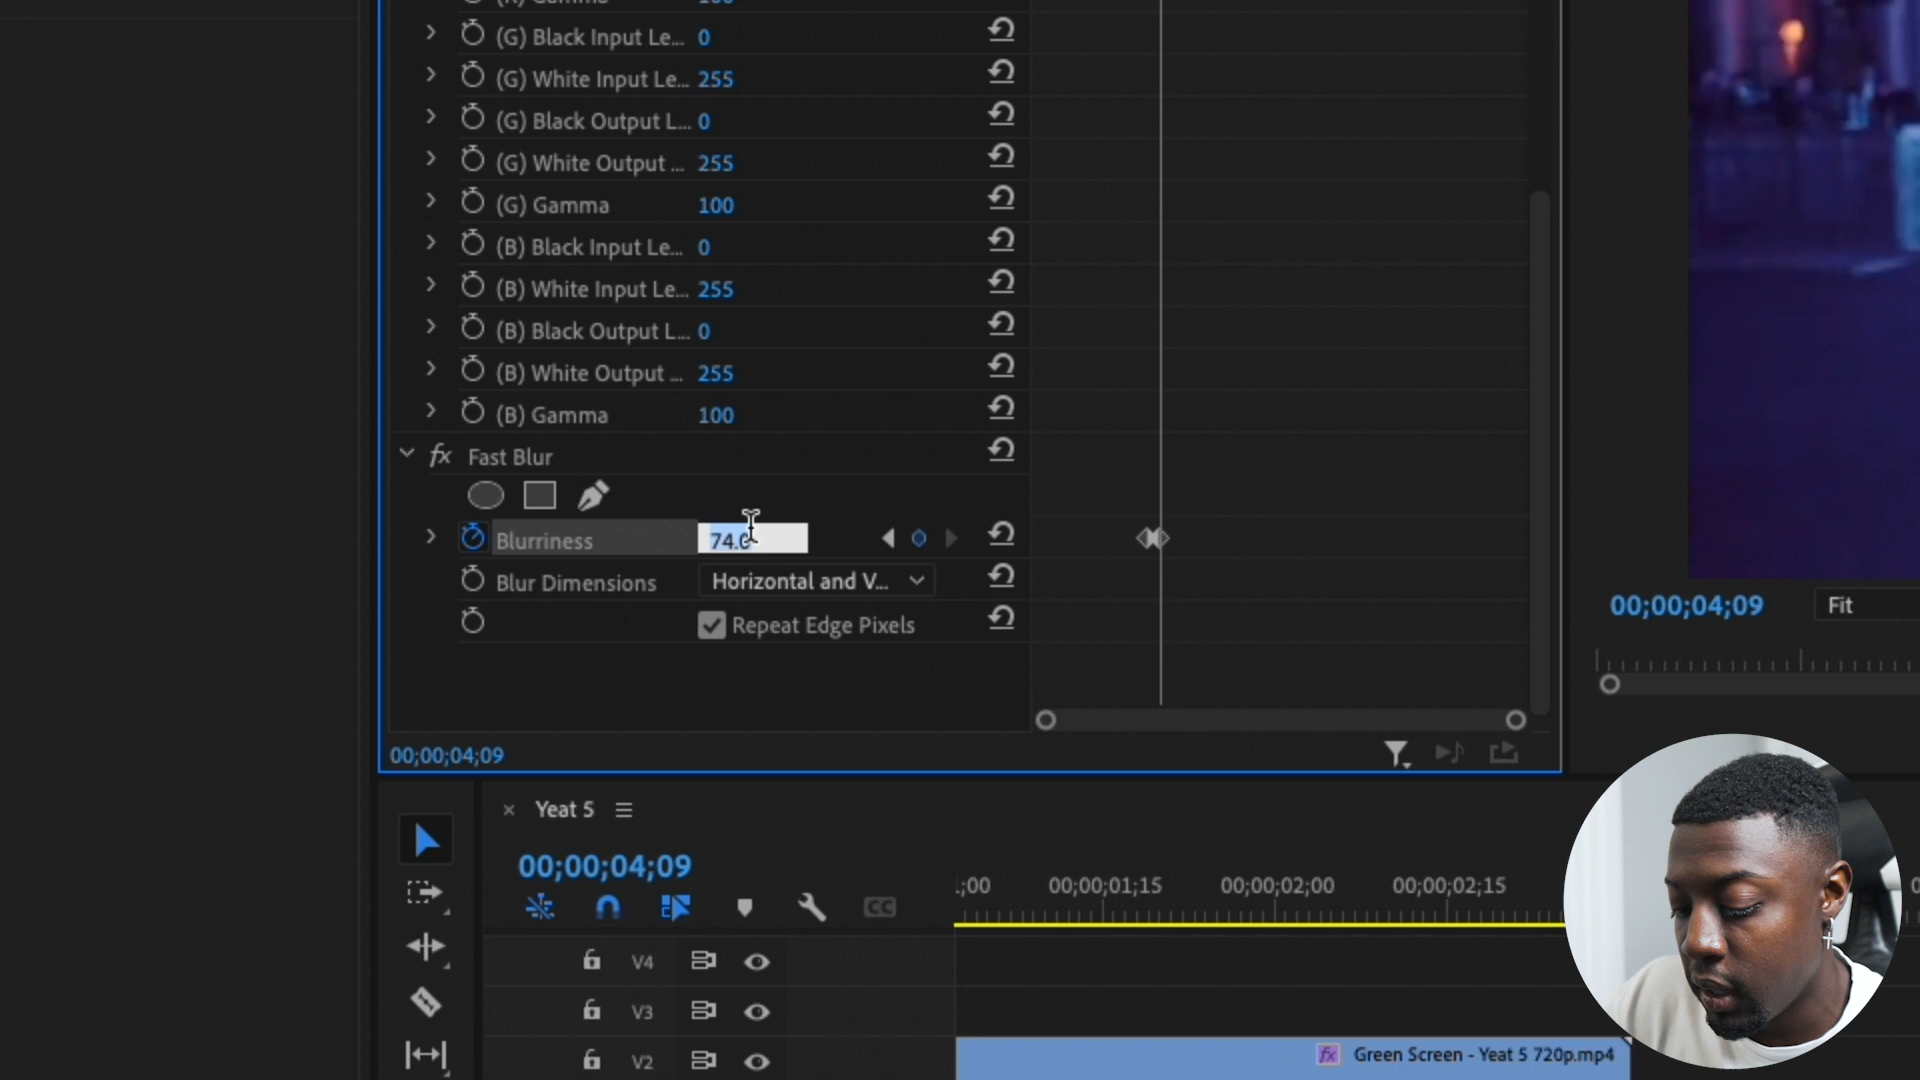 (G) Black Input Le... 0
(G) White Input Le... 255
(G) Black Output L... 0
(G) White Output ... 255
(G) Gamma 100
(B) Black Input Le... 0
(B) White Input Le... 255
(B) Black Output L... 0
(B) White Output ... 255
(B) Gamma 100
fx Fast Blur
Blurriness 74.0
Blur Dimensions Horizontal and V...
Repeat Edge Pixels
00;00;04;09
00;00;04;09 Fit
× Yeat 5
00;00;04;09
;00 00;00;01;15 00;00;02;00 00;00;02;15
CC
V4
V3
V2
fx Green Screen - Yeat 5 720p.mp4